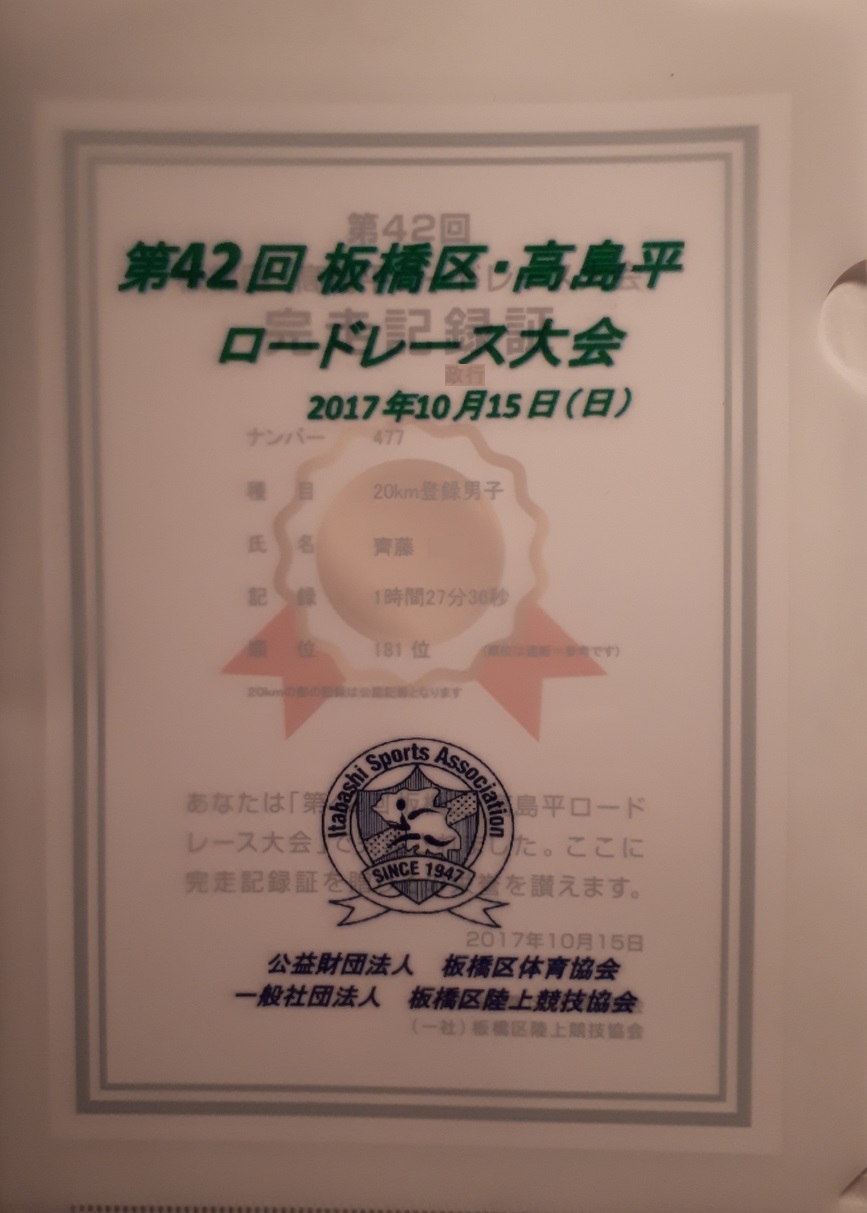 第42回
第42回 板橋区・高島平
完走記録証
ロードレース大会
政行
2017年10月15日(日)
ナンバー 477
種 目 20km登録男子
氏 名 齊藤
記 録 1時間27分36秒
順 位 181 位
Itabashi Sports Association
SINCE 1947
あなたは「第 回板 島平ロード
レース大会」 した。ここに
完走記録証を 誉を讃えます。
2017年10月15日
公益財団法人 板橋区体育協会
一般社団法人 板橋区陸上競技協会
(一社)板橋区陸上競技協会